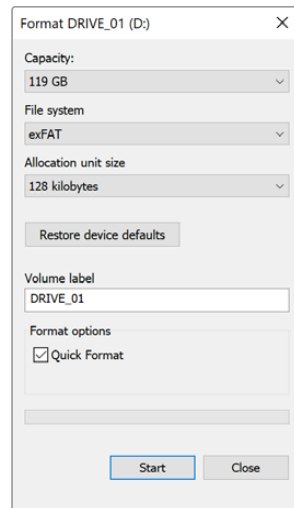 Format DRIVE_01 (D:)
Capacity:
119 GB
File system
exFAT
Allocation unit size
128 kilobytes
Restore device defaults
Volume label
DRIVE_01
Format options
Quick Format
Start Close